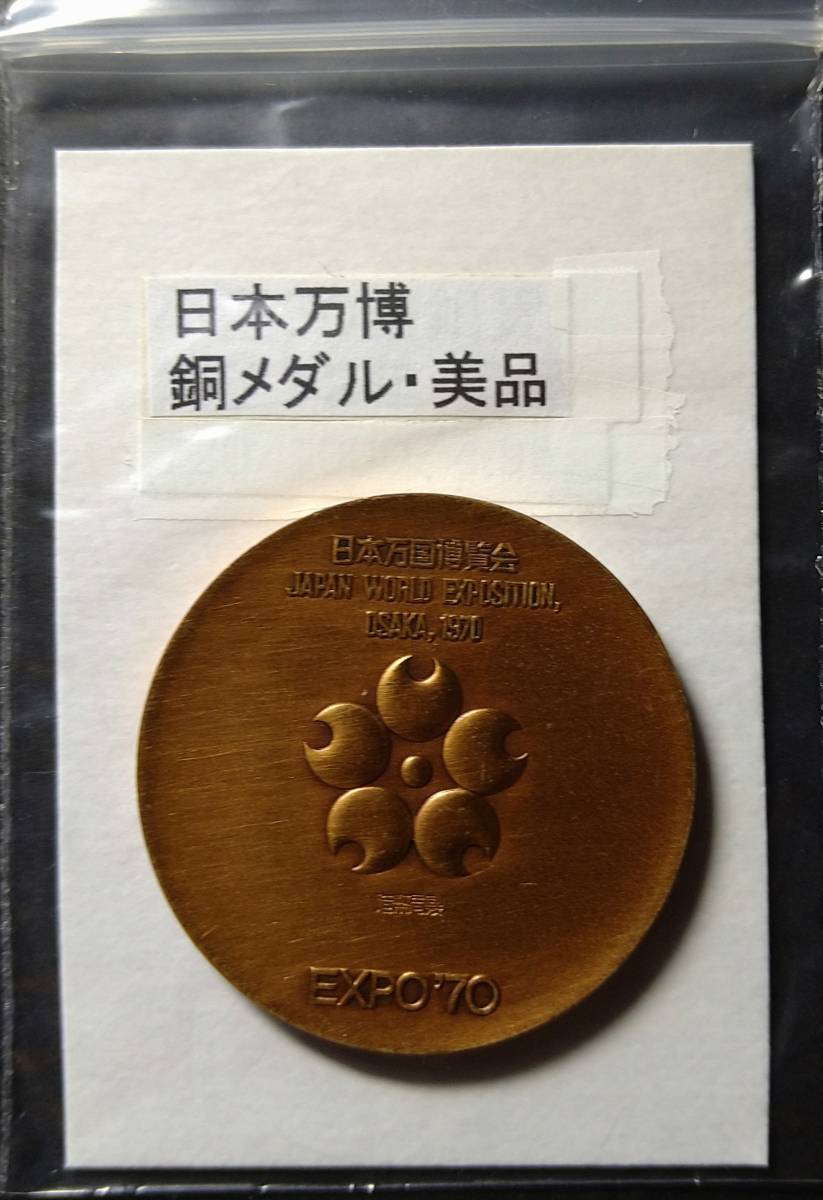 日本万博
銅メダル・美品
日本万国博覧会
JAPAN WORLD EXPOSITION,
OSAKA, 1970
EXPO'70